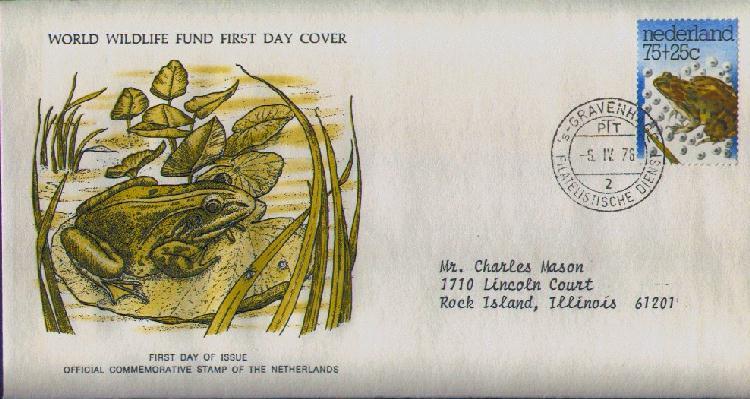 WORLD WILDLIFE FUND FIRST DAY COVER
nederland
75+25c
's-GRAVENH
PTT
-6. IV. 76
2
FILATELISTISCHE DIENST
Mr. Charles Mason
1710 Lincoln Court
Rock Island, Illinois 61201
FIRST DAY OF ISSUE
OFFICIAL COMMEMORATIVE STAMP OF THE NETHERLANDS